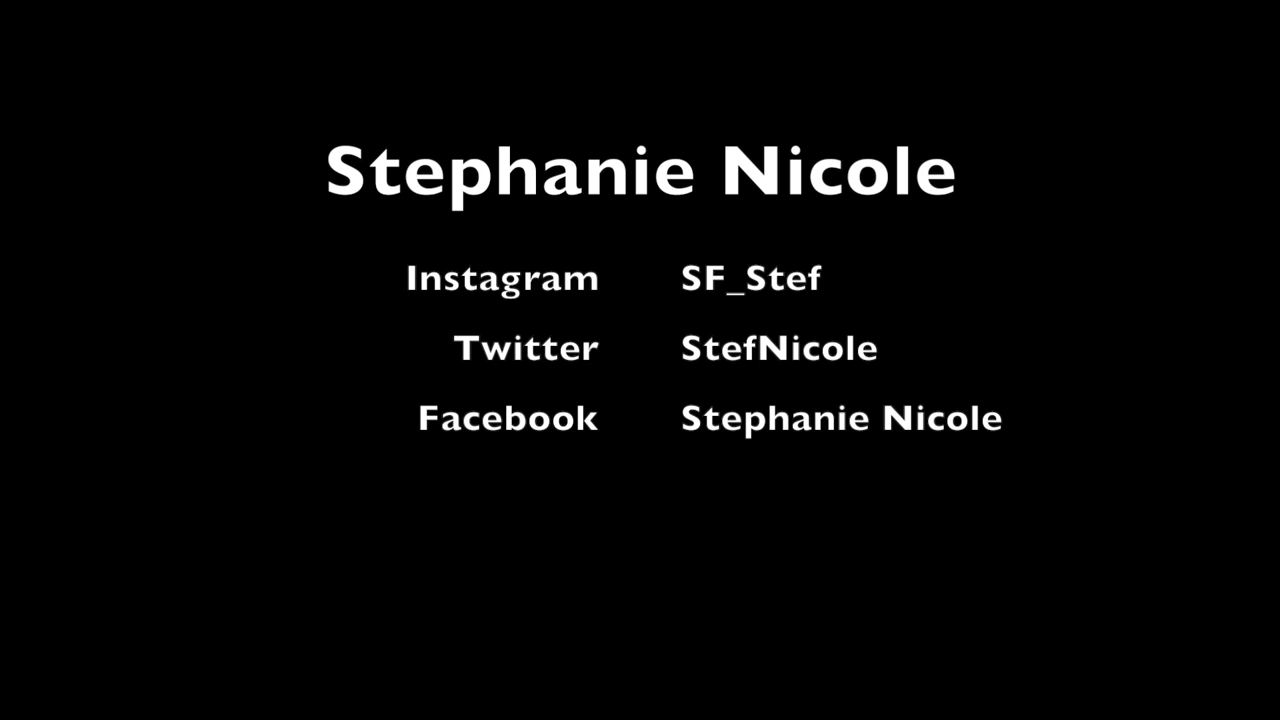 Stephanie Nicole
Instagram SF_Stef
Twitter StefNicole
Facebook Stephanie Nicole